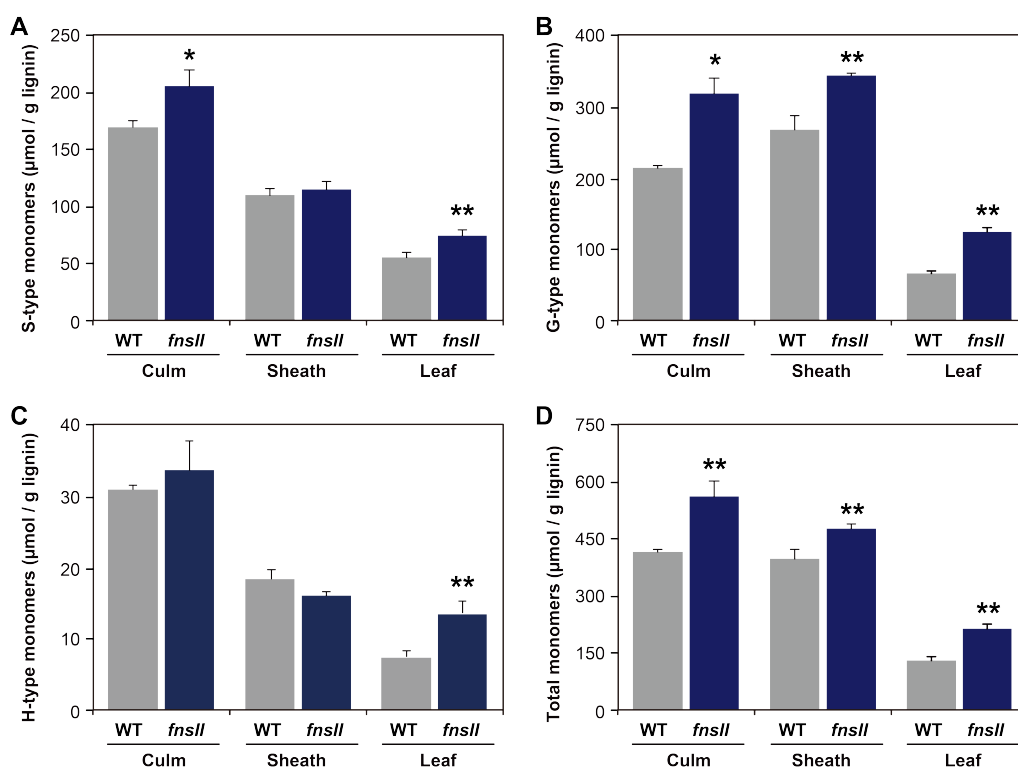 A
S-type monomers (µmol / g lignin)
250
200
150
100
50
0
*
**
WT fnsII WT fnsII WT fnsII
Culm Sheath Leaf
B
G-type monomers (µmol / g lignin)
400
300
200
100
0
*
**
**
WT fnsII WT fnsII WT fnsII
Culm Sheath Leaf
C
H-type monomers (µmol / g lignin)
40
30
20
10
0
**
WT fnsII WT fnsII WT fnsII
Culm Sheath Leaf
D
Total monomers (µmol / g lignin)
750
600
450
300
150
0
**
**
**
WT fnsII WT fnsII WT fnsII
Culm Sheath Leaf